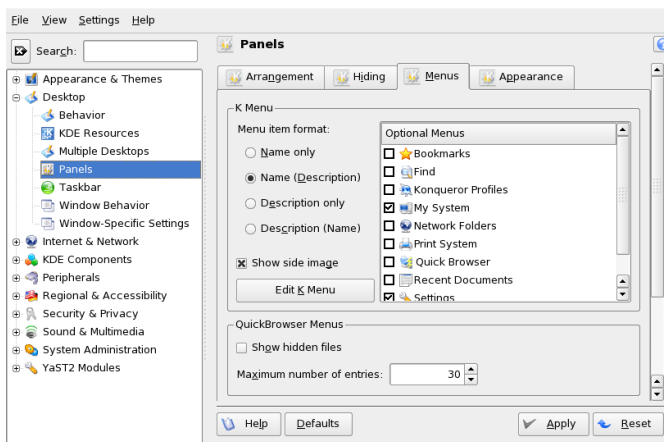 File View Settings Help
Search:
Appearance & Themes
Desktop
Behavior
KDE Resources
Multiple Desktops
Panels
Taskbar
Window Behavior
Window-Specific Settings
Internet & Network
KDE Components
Peripherals
Regional & Accessibility
Security & Privacy
Sound & Multimedia
System Administration
YaST2 Modules
Panels
Arrangement Hiding Menus Appearance
K Menu
Menu item format:
Name only
Name (Description)
Description only
Description (Name)
Show side image
Edit K Menu
Optional Menus
Bookmarks
Find
Konqueror Profiles
My System
Network Folders
Print System
Quick Browser
Recent Documents
Settings
QuickBrowser Menus
Show hidden files
Maximum number of entries: 30
Help Defaults Apply Reset